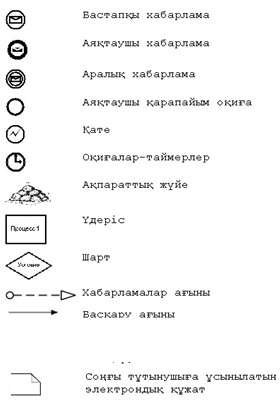 Вастапқы хабарлама
Аяқтаушы хабарлама
Аралық хабарлама
Аяқтаушы қарапайым оқиға
Қате
Оқиғалар-таймерлер
Ақпараттық жүйе
Процесс 1
Үдеріс
Условие
Шарт
Хабарламалар ағыны
Васкару ағыны
Соңғы тұтынушыға ұсынылатын
электрондық құжат